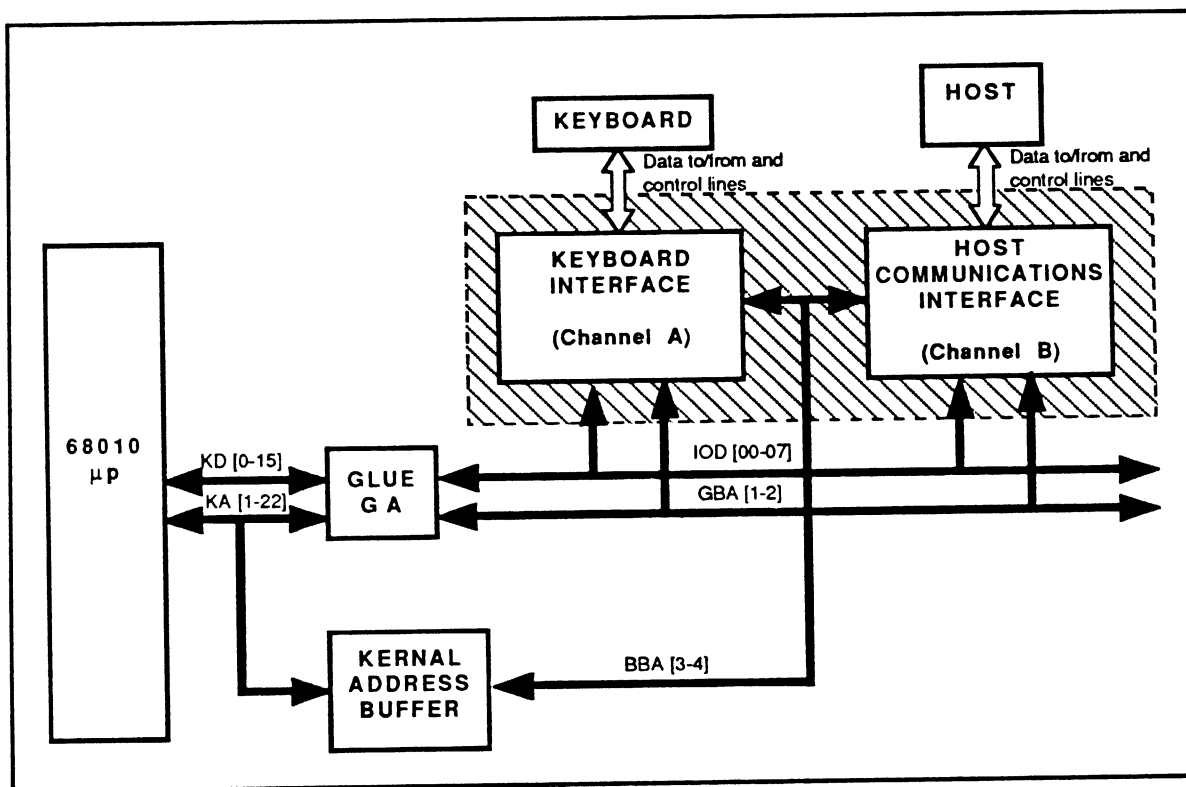 KEYBOARD
HOST
Data to/from and
control lines
Data to/from and
control lines
KEYBOARD
INTERFACE
(Channel A)
HOST
COMMUNICATIONS
INTERFACE
(Channel B)
68010
µp
KD [0-15]
KA [1-22]
GLUE
GA
IOD [00-07]
GBA [1-2]
KERNAL
ADDRESS
BUFFER
BBA [3-4]